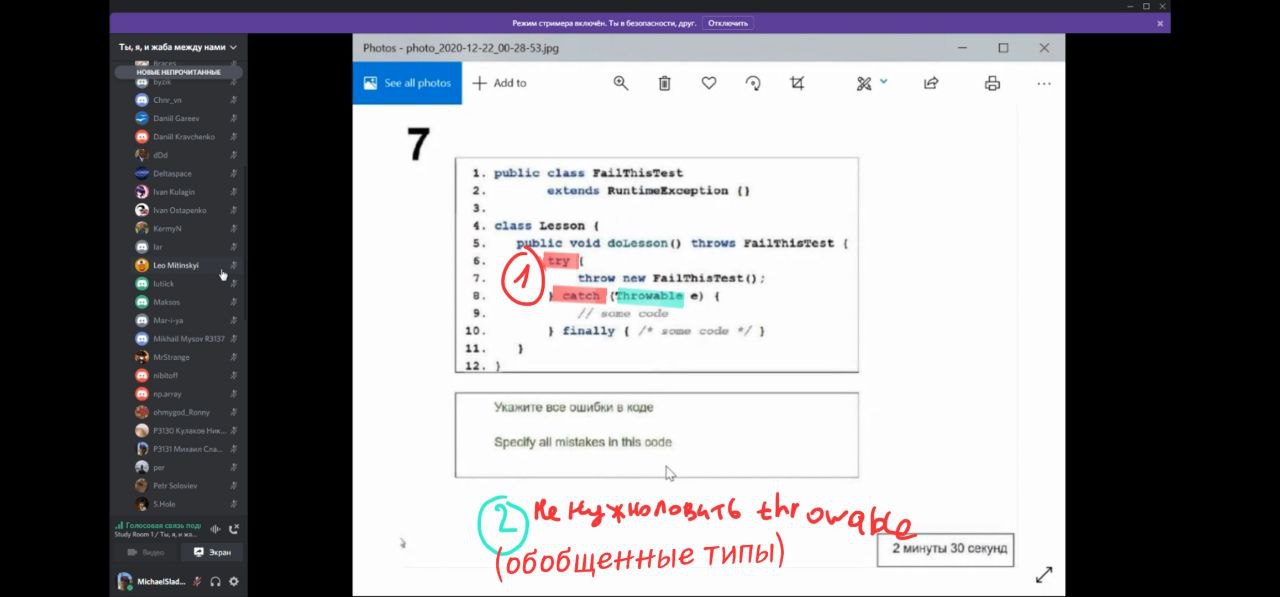 Режим стримера включён. Ты в безопасности, друг. Отключить
Ты, я, и жаба между нами
НОВЫЕ НЕПРОЧИТАННЫЕ
byzik
Chnr_vn
Daniil Gareev
Daniil Kravchenko
dDd
Deltaspace
Ivan Kulagin
Ivan Ostapenko
KermyN
lar
Leo Mitinskyi
lutiick
Maksos
Mar-i-ya
Mikhail Mysov R3137
MrStrange
nibitoff
np.array
ohmygod_Ronny
P3130 Кулаков Ник...
P3131 Михаил Сла...
per
Petr Soloviev
S.Hole
Голосовая связь подк
Study Room 1 / Ты, я, и жа...
Видео Экран
MichaelSlad...
Photos - photo_2020-12-22_00-28-53.jpg
See all photos Add to
7
1. public class FailThisTest
2. extends RuntimeException {}
3.
4. class Lesson {
5. public void doLesson() throws FailThisTest {
6. try {
7. throw new FailThisTest();
8. } catch (Throwable e) {
9. // some code
10. } finally { /* some code */ }
11. }
12. }
1
Укажите все ошибки в коде
Specify all mistakes in this code
2 Не нужно ловить throwable
(обобщенные типы)
2 минуты 30 секунд